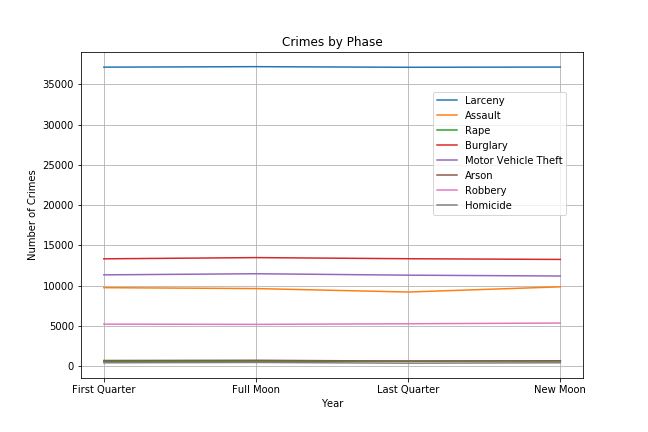 Crimes by Phase
Number of Crimes
35000
30000
25000
20000
15000
10000
5000
0
Larceny
Assault
Rape
Burglary
Motor Vehicle Theft
Arson
Robbery
Homicide
First Quarter
Full Moon
Last Quarter
New Moon
Year